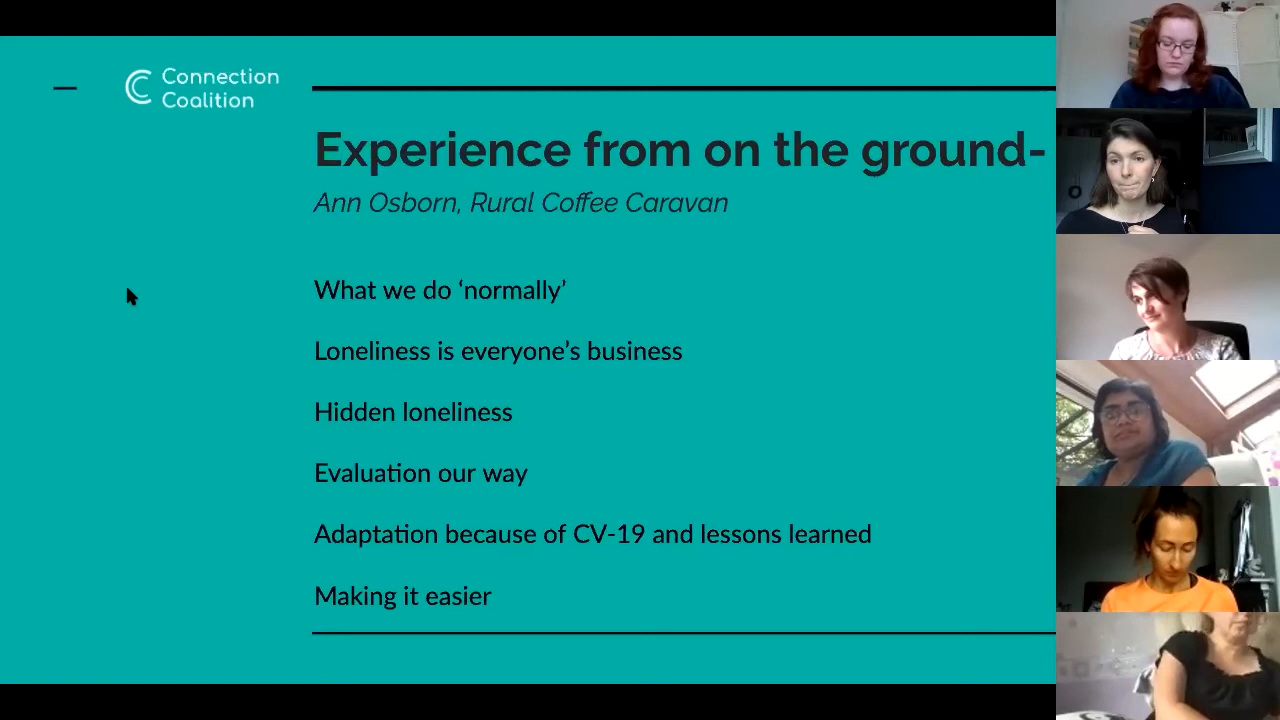 Connection
Coalition
Experience from on the ground-
Ann Osborn, Rural Coffee Caravan
What we do ‘normally’
Loneliness is everyone’s business
Hidden loneliness
Evaluation our way
Adaptation because of CV-19 and lessons learned
Making it easier